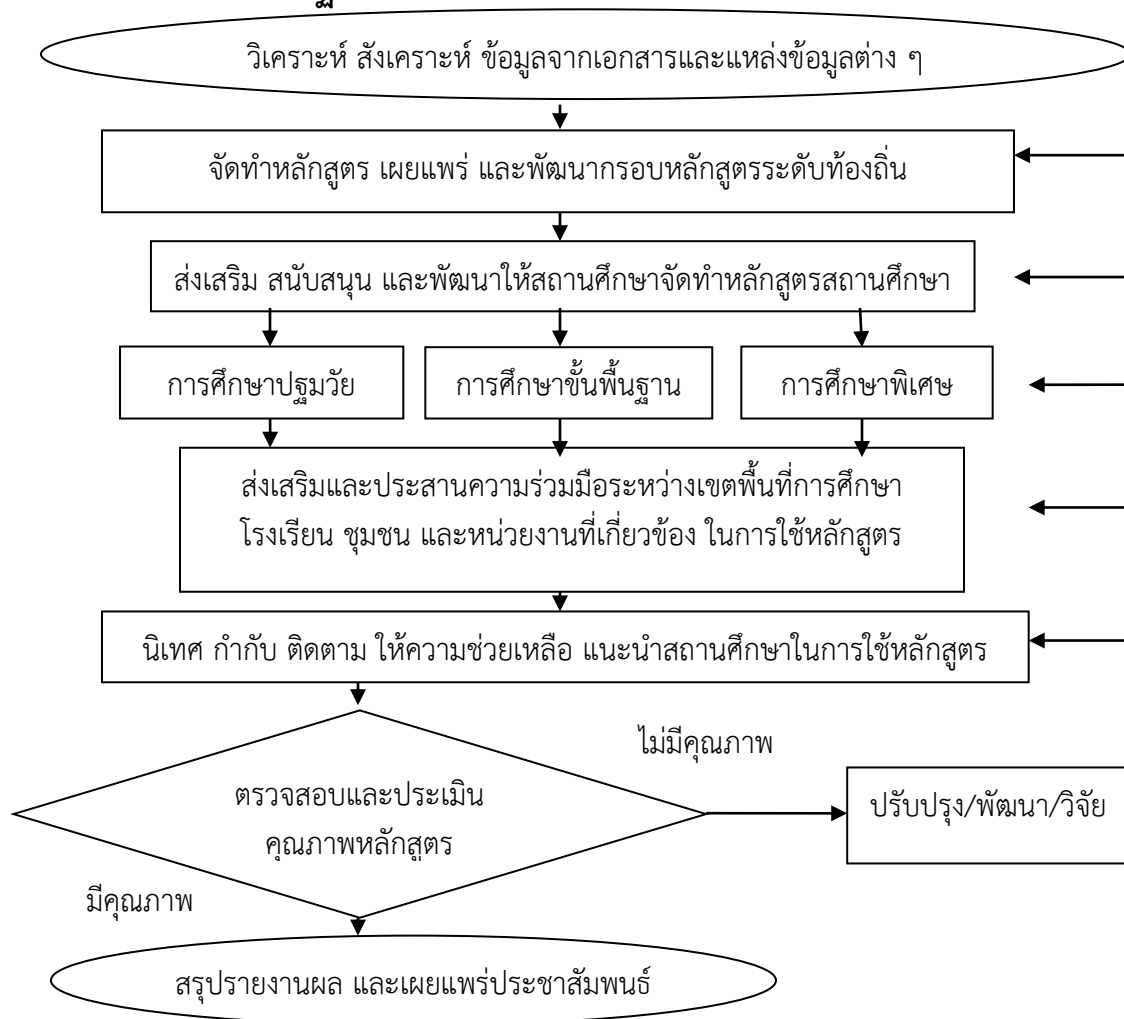 วิเคราะห์ สังเคราะห์ ข้อมูลจากเอกสารและแหล่งข้อมูลต่าง ๆ
จัดทำหลักสูตร เผยแพร่ และพัฒนากรอบหลักสูตรระดับท้องถิ่น
ส่งเสริม สนับสนุน และพัฒนาให้สถานศึกษาจัดทำหลักสูตรสถานศึกษา
การศึกษาปฐมวัย
การศึกษาขั้นพื้นฐาน
การศึกษาพิเศษ
ส่งเสริมและประสานความร่วมมือระหว่างเขตพื้นที่การศึกษา
โรงเรียน ชุมชน และหน่วยงานที่เกี่ยวข้อง ในการใช้หลักสูตร
นิเทศ กำกับ ติดตาม ให้ความช่วยเหลือ แนะนำสถานศึกษาในการใช้หลักสูตร
ไม่มีคุณภาพ
ตรวจสอบและประเมิน
คุณภาพหลักสูตร
ปรับปรุง/พัฒนา/วิจัย
มีคุณภาพ
สรุปรายงานผล และเผยแพร่ประชาสัมพนธ์